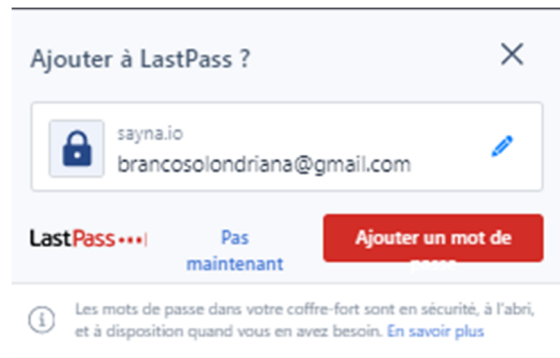 Ajouter à LastPass ?
sayna.io
brancosolondriana@gmail.com
LastPass
Pas
maintenant
Ajouter un mot de
passe
Les mots de passe dans votre coffre-fort sont en sécurité, à l'abri,
et à disposition quand vous en avez besoin. En savoir plus